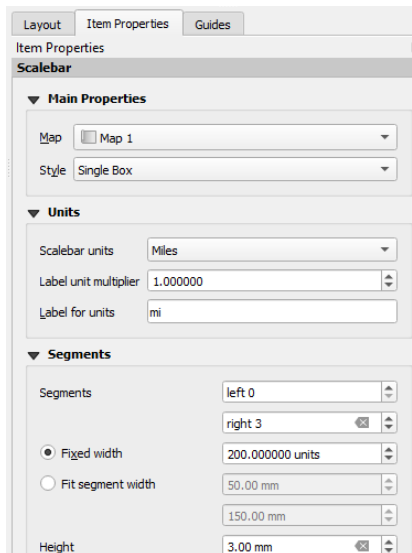 Layout Item Properties Guides
Item Properties
Scalebar
Main Properties
Map Map 1
Style Single Box
Units
Scalebar units Miles
Label unit multiplier 1.000000
Label for units mi
Segments
Segments left 0
right 3
Fixed width 200.000000 units
Fit segment width 50.00 mm
150.00 mm
Height 3.00 mm